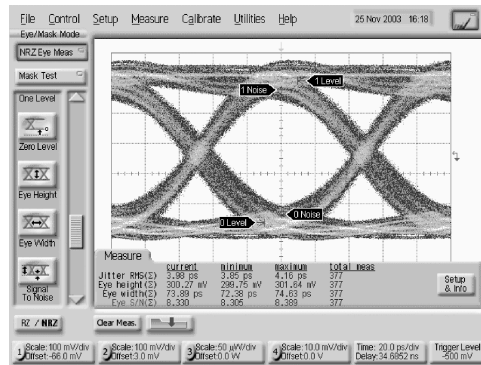 File Control Setup Measure Calibrate Utilities Help 25 Nov 2003 16:18
Eye/Mask Mode
NRZ Eye Meas
Mask Test
One Level
Zero Level
Eye Height
Eye Width
Signal
To Noise
1 Level
1 Noise
0 Noise
0 Level
Measure
current minimum maximum total meas
Jitter RMS(Σ) 3.98 ps 3.85 ps 4.16 ps 377
Eye height(Σ) 300.27 mV 299.75 mV 301.64 mV 377
Eye width(Σ) 73.89 ps 72.38 ps 74.63 ps 377
Eye S/N(Σ) 8.330 8.305 8.389 377
Setup
& Info
RZ / NRZ Clear Meas.
1 Scale:100 mV/div
Offset:-66.0 mV
2 Scale:100 mV/div
Offset:3.0 mV
3 Scale:50 µW/div
Offset:0.0 W
4 Scale:10.0 mV/div
Offset:0.0 V
Time: 20.0 ps/div
Delay:34.6852 ns
Trigger Level
-500 mV